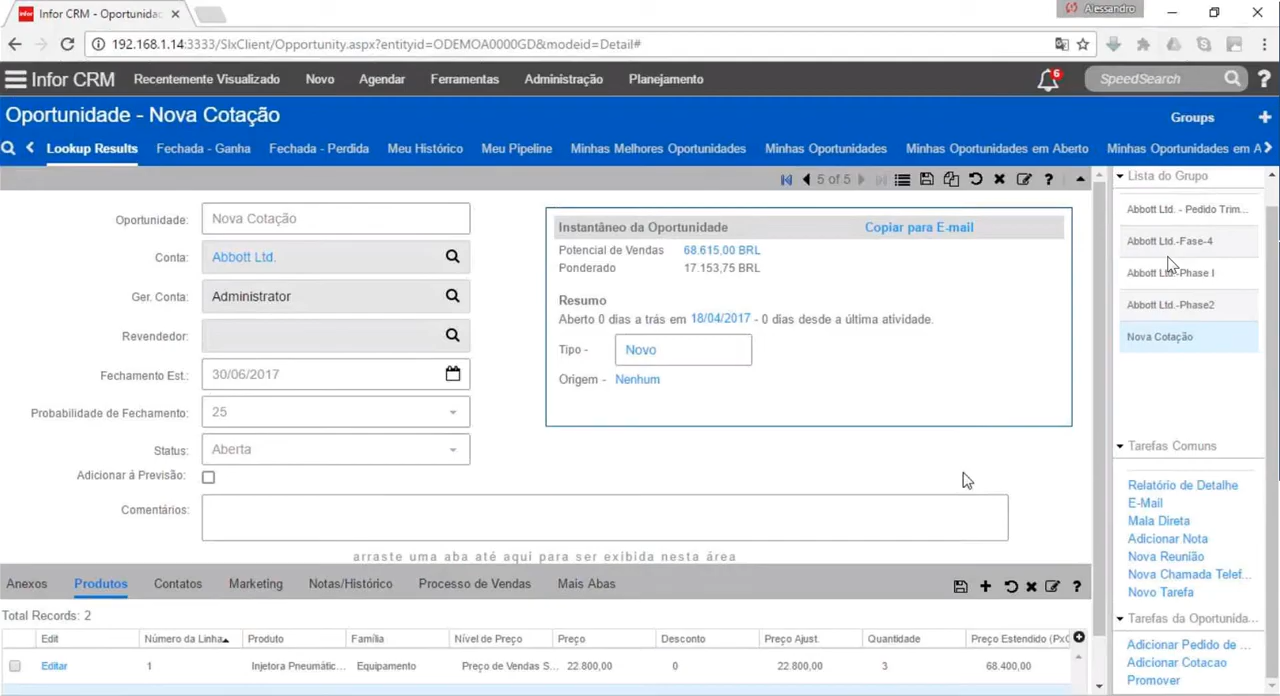 Infor CRM - Oportunida
Alessandro
192.168.1.14:3333/SlxClient/Opportunity.aspx?entityid=ODEMOA0000GD&modeid=Detail#
Infor CRM Recentemente Visualizado Novo Agendar Ferramentas Administração Planejamento 6 SpeedSearch ?
Oportunidade - Nova Cotação Groups +
Lookup Results Fechada - Ganha Fechada - Perdida Meu Histórico Meu Pipeline Minhas Melhores Oportunidades Minhas Oportunidades Minhas Oportunidades em Aberto Minhas Oportunidades em A
5 of 5 ?
Oportunidade: Nova Cotação
Conta: Abbott Ltd.
Ger. Conta: Administrator
Revendedor:
Fechamento Est.: 30/06/2017
Probabilidade de Fechamento: 25
Status: Aberta
Adicionar á Previsão:
Comentários:
Instantâneo da Oportunidade Copiar para E-mail
Potencial de Vendas 68.615,00 BRL
Ponderado 17.153,75 BRL
Resumo
Aberto 0 dias a trás em 18/04/2017 - 0 dias desde a última atividade.
Tipo - Novo
Origem - Nenhum
arraste uma aba até aqui para ser exibida nesta área
Anexos Produtos Contatos Marketing Notas/Histórico Processo de Vendas Mais Abas ?
Total Records: 2
Edit Número da Linha Produto Família Nível de Preço Preço Desconto Preço Ajust. Quantidade Preço Estendido (PxQ
Editar 1 Injetora Pneumátic... Equipamento Preço de Vendas S... 22.800,00 0 22.800,00 3 68.400,00
Lista do Grupo
Abbott Ltd. - Pedido Trim...
Abbott Ltd.-Fase-4
Abbott Ltd.-Phase I
Abbott Ltd.-Phase2
Nova Cotação
Tarefas Comuns
Relatório de Detalhe
E-Mail
Mala Direta
Adicionar Nota
Nova Reunião
Nova Chamada Telef...
Novo Tarefa
Tarefas da Oportunida...
Adicionar Pedido de ...
Adicionar Cotacao
Promover